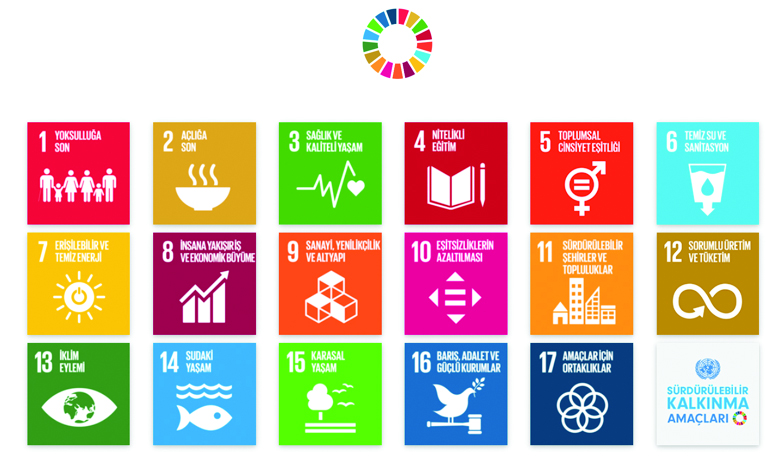 1 YOKSULLUĞA
SON
2 AÇLIĞA
SON
3 SAĞLIK VE
KALİTELİ YAŞAM
4 NİTELİKLİ
EĞİTİM
5 TOPLUMSAL
CİNSİYET EŞİTLİĞİ
6 TEMİZ SU VE
SANİTASYON
7 ERİŞİLEBİLİR VE
TEMİZ ENERJİ
8 İNSANA YAKIŞIR İŞ
VE EKONOMİK BÜYÜME
9 SANAYİ, YENİLİKÇİLİK
VE ALTYAPI
10 EŞİTSİZLİKLERİN
AZALTILMASI
11 SÜRDÜRÜLEBİLİR
ŞEHİRLER VE
TOPLULUKLAR
12 SORUMLU ÜRETİM
VE TÜKETİM
13 İKLİM
EYLEMİ
14 SUDAKİ
YAŞAM
15 KARASAL
YAŞAM
16 BARIŞ, ADALET VE
GÜÇLÜ KURUMLAR
17 AMAÇLAR İÇİN
ORTAKLIKLAR
SÜRDÜRÜLEBİLİR
KALKINMA
AMAÇLARI